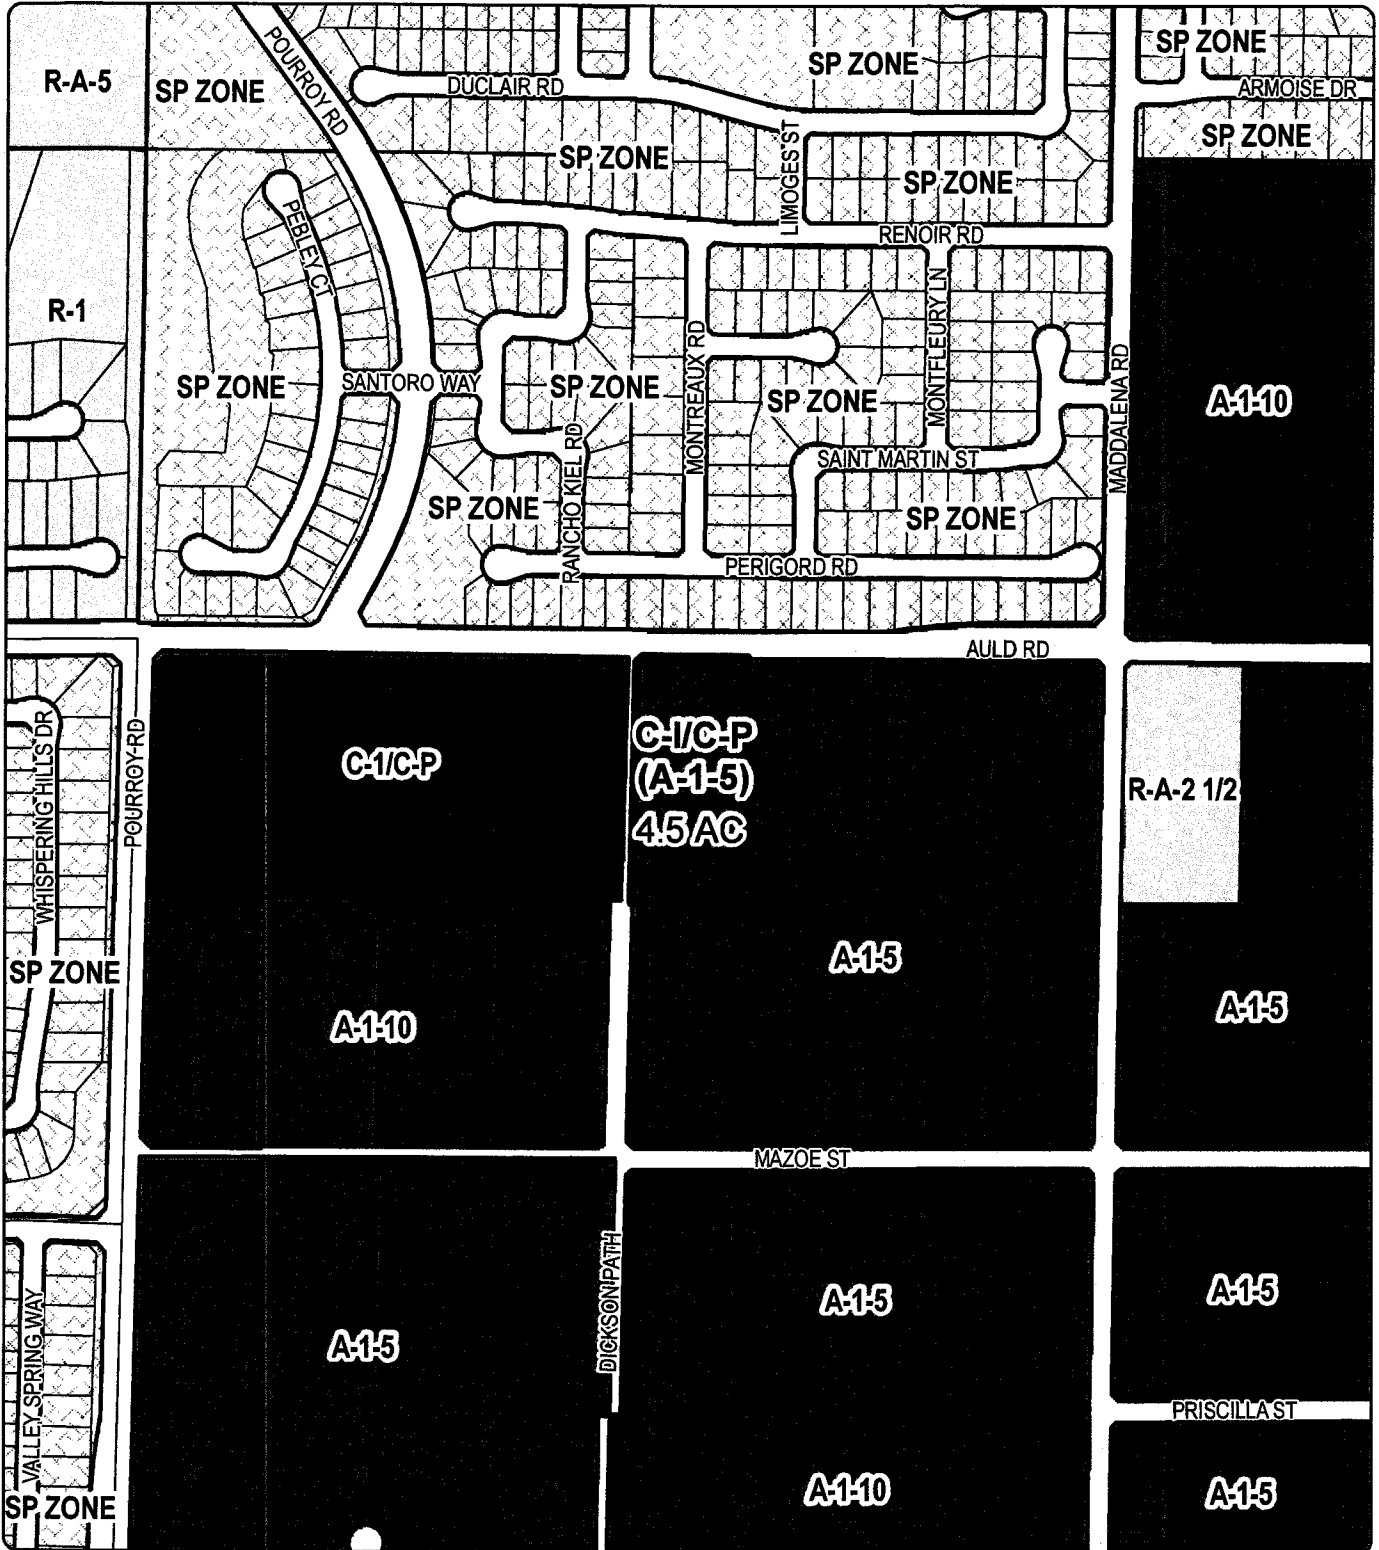 SP ZONE
R-A-5
SP ZONE
POURROY RD
DUCLAIR RD
SP ZONE
ARMOISE DR
SP ZONE
SP ZONE
LIMOGES ST
SP ZONE
PEBLEY CT
RENOIR RD
R-1
MONTFLEURY LN
MONTREAUX RD
MADDALENA RD
SP ZONE
SANTORO WAY
SP ZONE
SP ZONE
A-1-10
RANCHO KIEL RD
SAINT MARTIN ST
SP ZONE
SP ZONE
PERIGORD RD
AULD RD
WHISPERING HILLS DR
POURROY RD
C-1/C-P
C-I/C-P
(A-1-5)
4.5 AC
R-A-2 1/2
SP ZONE
A-1-5
A-1-10
A-1-5
MAZOE ST
DICKSON PATH
VALLEY SPRING WAY
A-1-5
A-1-5
A-1-5
PRISCILLA ST
SP ZONE
A-1-10
A-1-5